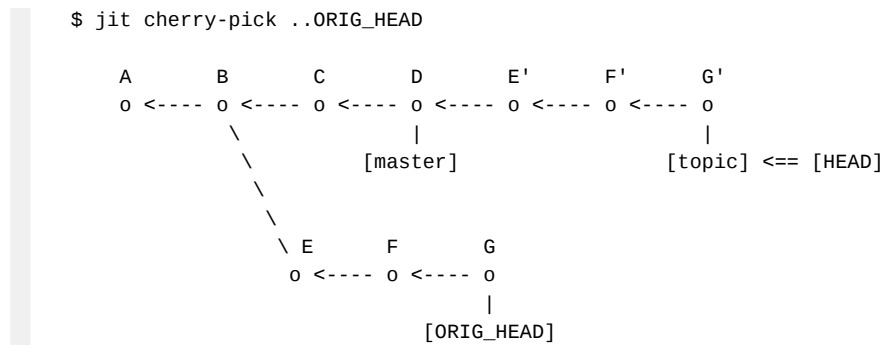 $ jit cherry-pick ..ORIG_HEAD
A B C D E' F' G'
o <---- o <---- o <---- o <---- o <---- o <---- o
\ | |
\ [master] [topic] <== [HEAD]
\
\
\ E F G
o <---- o <---- o
|
[ORIG_HEAD]